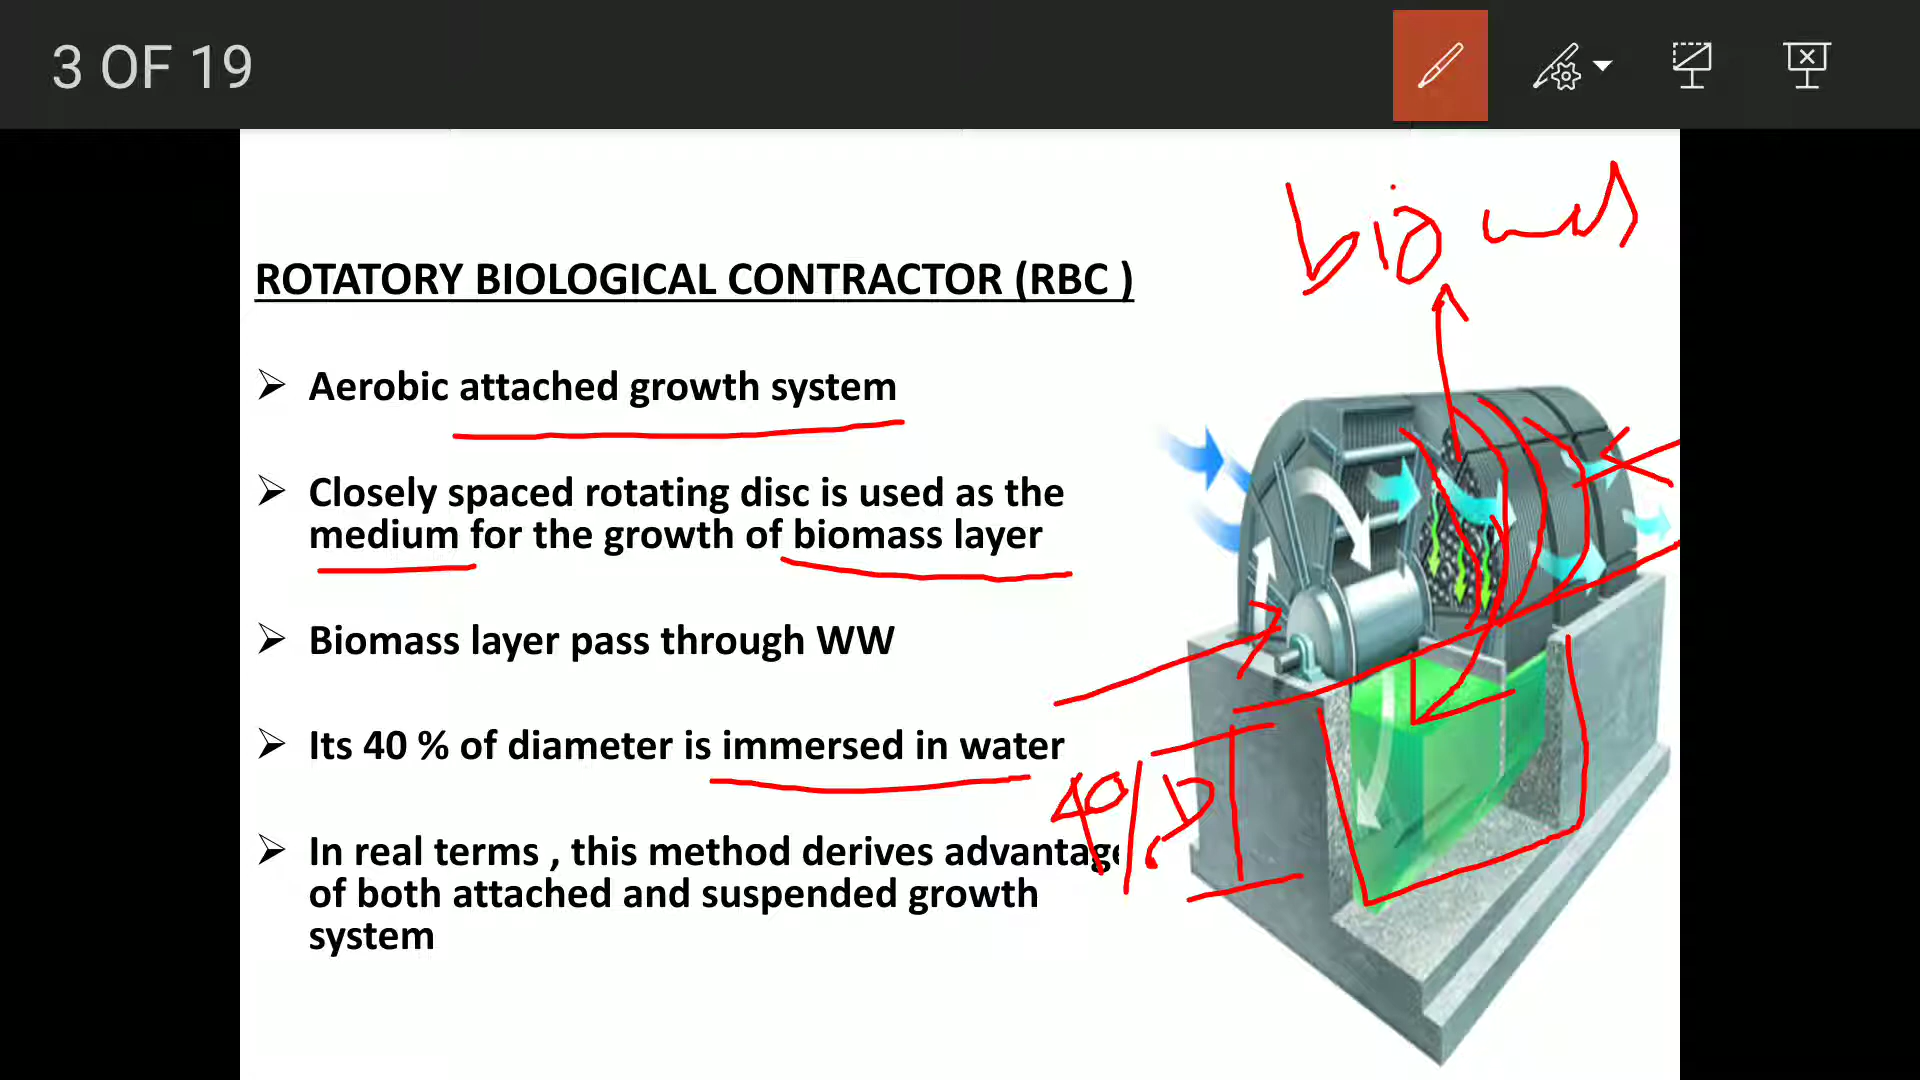 3 OF 19
bio
ROTATORY BIOLOGICAL CONTRACTOR (RBC )
Aerobic attached growth system
Closely spaced rotating disc is used as the
medium for the growth of biomass layer
Biomass layer pass through WW
Its 40 % of diameter is immersed in water
40% D
In real terms , this method derives advantage
of both attached and suspended growth
system